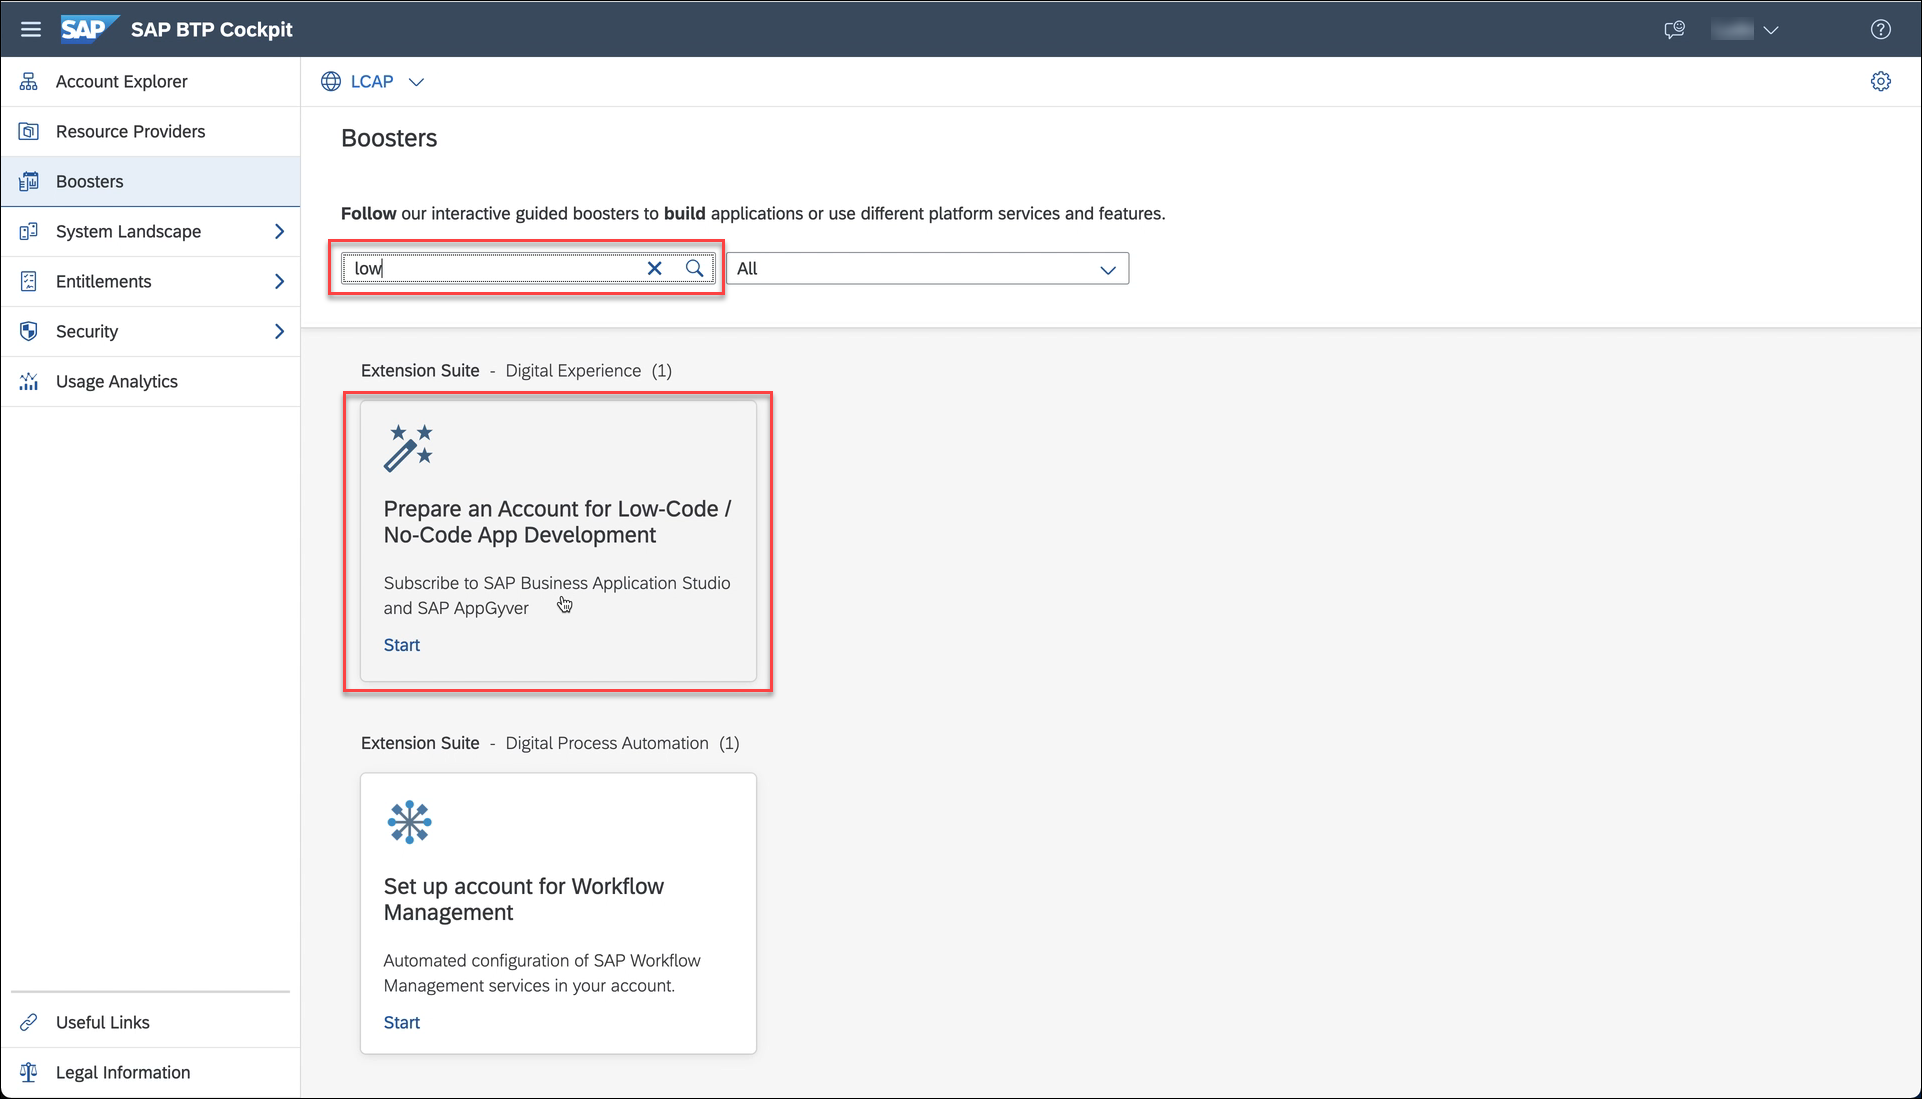 SAP SAP BTP Cockpit
Account Explorer
Resource Providers
Boosters
System Landscape
Entitlements
Security
Usage Analytics
Useful Links
Legal Information
LCAP
Boosters
Follow our interactive guided boosters to build applications or use different platform services and features.
low
All
Extension Suite - Digital Experience (1)
Prepare an Account for Low-Code /
No-Code App Development
Subscribe to SAP Business Application Studio
and SAP AppGyver
Start
Extension Suite - Digital Process Automation (1)
Set up account for Workflow
Management
Automated configuration of SAP Workflow
Management services in your account.
Start